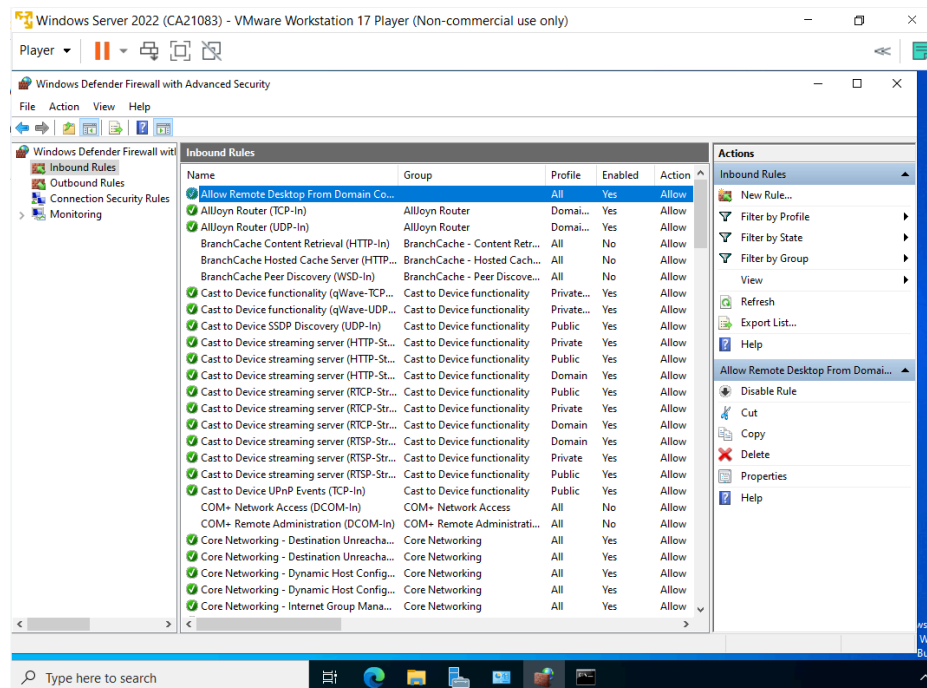 Windows Server 2022 (CA21083) - VMware Workstation 17 Player (Non-commercial use only)
Player
Windows Defender Firewall with Advanced Security
File Action View Help
Windows Defender Firewall with
Inbound Rules
Outbound Rules
Connection Security Rules
Monitoring
Inbound Rules
Name Group Profile Enabled Action
Allow Remote Desktop From Domain Co... All Yes Allow
AllJoyn Router (TCP-In) AllJoyn Router Domai... Yes Allow
AllJoyn Router (UDP-In) AllJoyn Router Domai... Yes Allow
BranchCache Content Retrieval (HTTP-In) BranchCache - Content Retr... All No Allow
BranchCache Hosted Cache Server (HTTP... BranchCache - Hosted Cach... All No Allow
BranchCache Peer Discovery (WSD-In) BranchCache - Peer Discove... All No Allow
Cast to Device functionality (qWave-TCP... Cast to Device functionality Private... Yes Allow
Cast to Device functionality (qWave-UDP... Cast to Device functionality Private... Yes Allow
Cast to Device SSDP Discovery (UDP-In) Cast to Device functionality Public Yes Allow
Cast to Device streaming server (HTTP-St... Cast to Device functionality Private Yes Allow
Cast to Device streaming server (HTTP-St... Cast to Device functionality Public Yes Allow
Cast to Device streaming server (HTTP-St... Cast to Device functionality Domain Yes Allow
Cast to Device streaming server (RTCP-Str... Cast to Device functionality Public Yes Allow
Cast to Device streaming server (RTCP-Str... Cast to Device functionality Private Yes Allow
Cast to Device streaming server (RTCP-Str... Cast to Device functionality Domain Yes Allow
Cast to Device streaming server (RTSP-Str... Cast to Device functionality Domain Yes Allow
Cast to Device streaming server (RTSP-Str... Cast to Device functionality Private Yes Allow
Cast to Device streaming server (RTSP-Str... Cast to Device functionality Public Yes Allow
Cast to Device UPnP Events (TCP-In) Cast to Device functionality Public Yes Allow
COM+ Network Access (DCOM-In) COM+ Network Access All No Allow
COM+ Remote Administration (DCOM-In) COM+ Remote Administrati... All No Allow
Core Networking - Destination Unreacha... Core Networking All Yes Allow
Core Networking - Destination Unreacha... Core Networking All Yes Allow
Core Networking - Dynamic Host Config... Core Networking All Yes Allow
Core Networking - Dynamic Host Config... Core Networking All Yes Allow
Core Networking - Internet Group Mana... Core Networking All Yes Allow
Actions
Inbound Rules
New Rule...
Filter by Profile
Filter by State
Filter by Group
View
Refresh
Export List...
Help
Allow Remote Desktop From Domai...
Disable Rule
Cut
Copy
Delete
Properties
Help
Type here to search